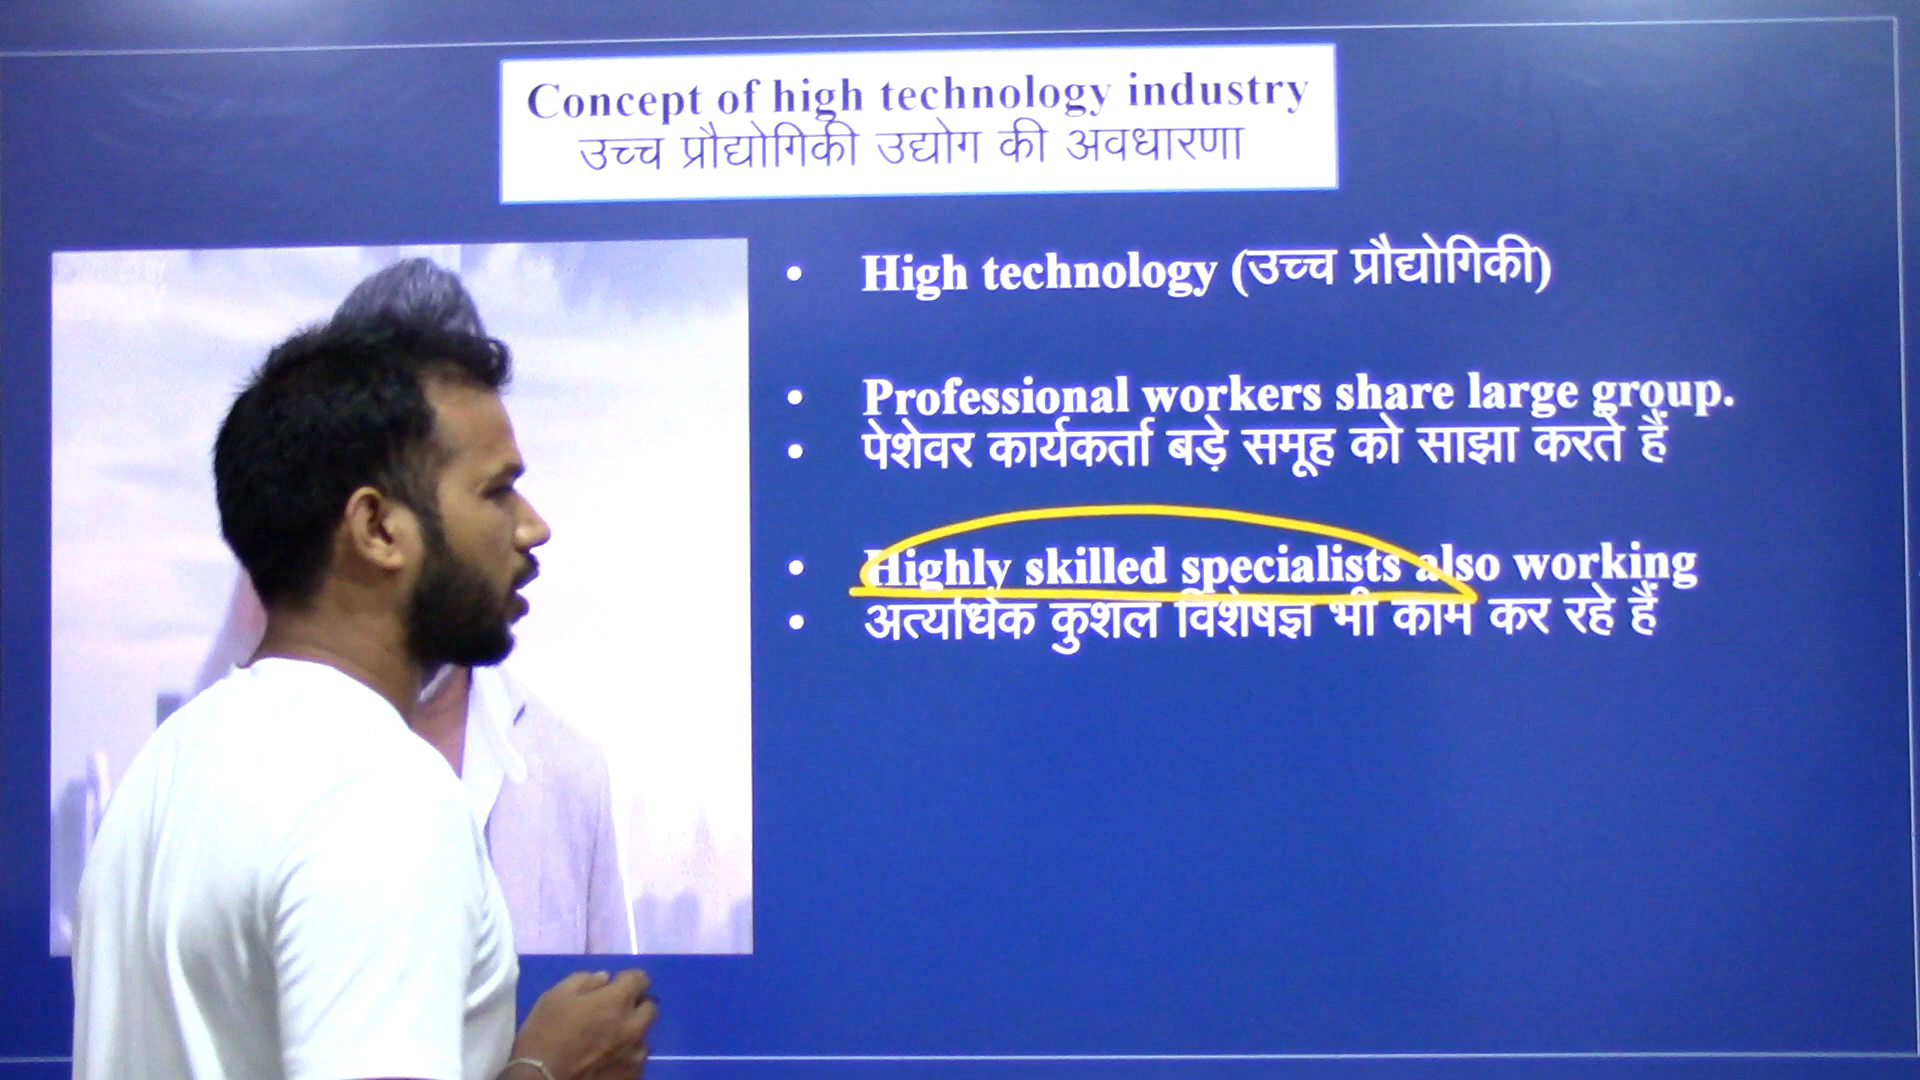 Concept of high technology industry
उच्च प्रौद्योगिकी उद्योग की अवधारणा
• High technology (उच्च प्रौद्योगिकी)
• Professional workers share large group.
• पेशेवर कार्यकर्ता बड़े समूह को साझा करते हैं
• Highly skilled specialists also working
• अत्यधिक कुशल विशेषज्ञ भी काम कर रहे हैं